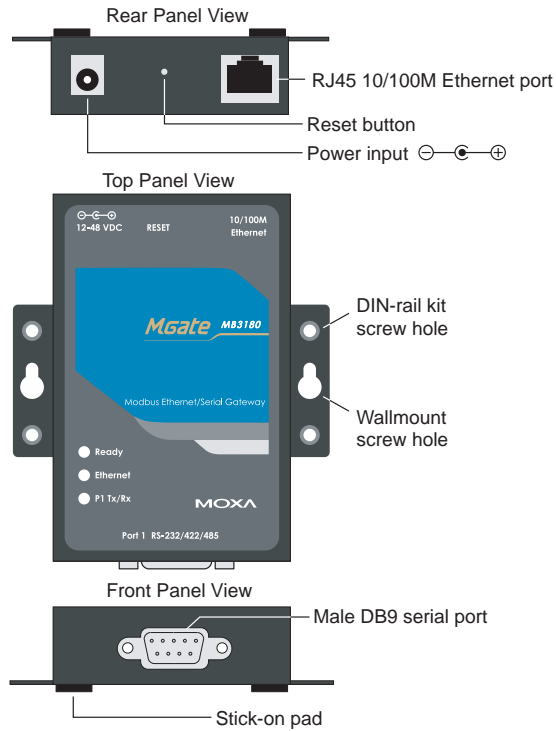 Rear Panel View
RJ45 10/100M Ethernet port
Reset button
Power input
Top Panel View
12-48 VDC RESET 10/100M
Ethernet
MGate MB3180
DIN-rail kit
screw hole
Modbus Ethernet/Serial Gateway
Wallmount
screw hole
Ready
Ethernet
P1 Tx/Rx
MOXA
Port 1 RS-232/422/485
Front Panel View
Male DB9 serial port
Stick-on pad